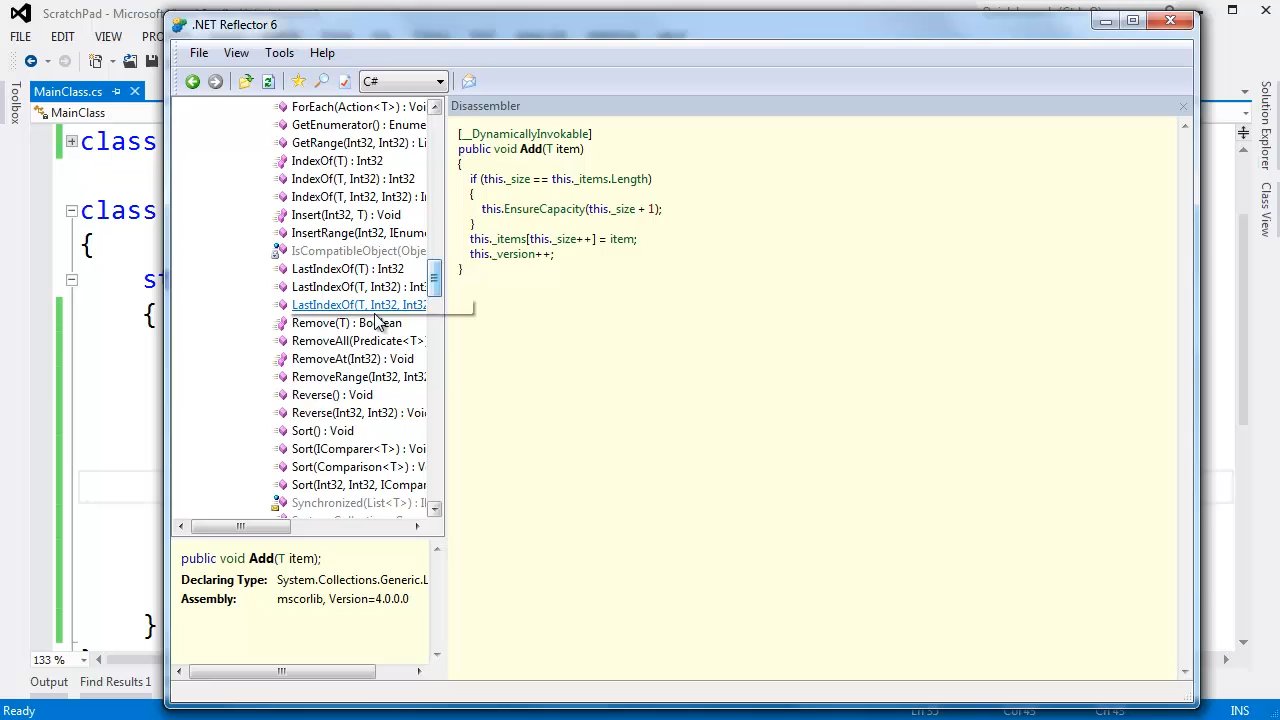 ScratchPad - Microsoft
.NET Reflector 6
FILE EDIT VIEW
File View Tools Help
C#
MainClass.cs
MainClass
Toolbox
class
class
{
{
}
133 %
Output Find Results 1
Ready
ForEach(Action<T>) : Voi
GetEnumerator() : Enume
GetRange(Int32, Int32) : Li
IndexOf(T) : Int32
IndexOf(T, Int32) : Int32
IndexOf(T, Int32, Int32) : I
Insert(Int32, T) : Void
InsertRange(Int32, IEnum
IsCompatibleObject(Obje
LastIndexOf(T) : Int32
LastIndexOf(T, Int32) : Int
LastIndexOf(T, Int32, Int32
Remove(T) : Boolean
RemoveAll(Predicate<T>
RemoveAt(Int32) : Void
RemoveRange(Int32, Int32
Reverse() : Void
Reverse(Int32, Int32) : Voi
Sort() : Void
Sort(IComparer<T>) : Voi
Sort(Comparison<T>) : V
Sort(Int32, Int32, ICompar
Synchronized(List<T>) : I
public void Add(T item);
Declaring Type: System.Collections.Generic.L
Assembly: mscorlib, Version=4.0.0.0
Disassembler
[__DynamicallyInvokable]
public void Add(T item)
{
if (this._size == this._items.Length)
{
this.EnsureCapacity(this._size + 1);
}
this._items[this._size++] = item;
this._version++;
}
Solution Explorer
Class View
INS